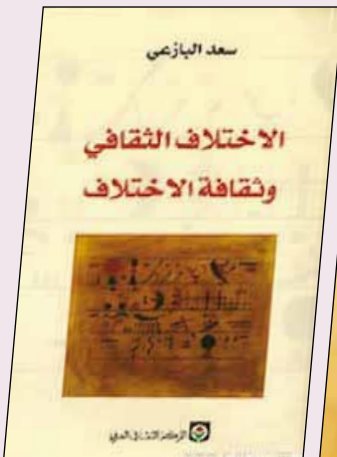 سعد البازعي
الاختلاف الثقافي
وثقافة الاختلاف
المركز الثقافي العربي